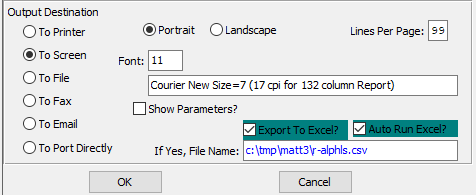 Output Destination
To Printer
Portrait
Landscape
Lines Per Page: 99
To Screen
Font: 11
To File
Courier New Size=7 (17 cpi for 132 column Report)
To Fax
Show Parameters?
To Email
Export To Excel?
Auto Run Excel?
To Port Directly
If Yes, File Name: c:\tmp\matt3\r-alphls.csv
OK
Cancel